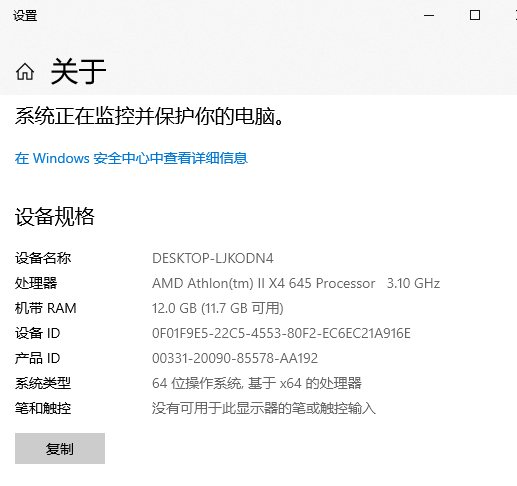 设置
关于
系统正在监控并保护你的电脑。
在 Windows 安全中心中查看详细信息
设备规格
设备名称 DESKTOP-LJKODN4
处理器 AMD Athlon(tm) II X4 645 Processor 3.10 GHz
机带 RAM 12.0 GB (11.7 GB 可用)
设备 ID 0F01F9E5-22C5-4553-80F2-EC6EC21A916E
产品 ID 00331-20090-85578-AA192
系统类型 64 位操作系统, 基于 x64 的处理器
笔和触控 没有可用于此显示器的笔或触控输入
复制